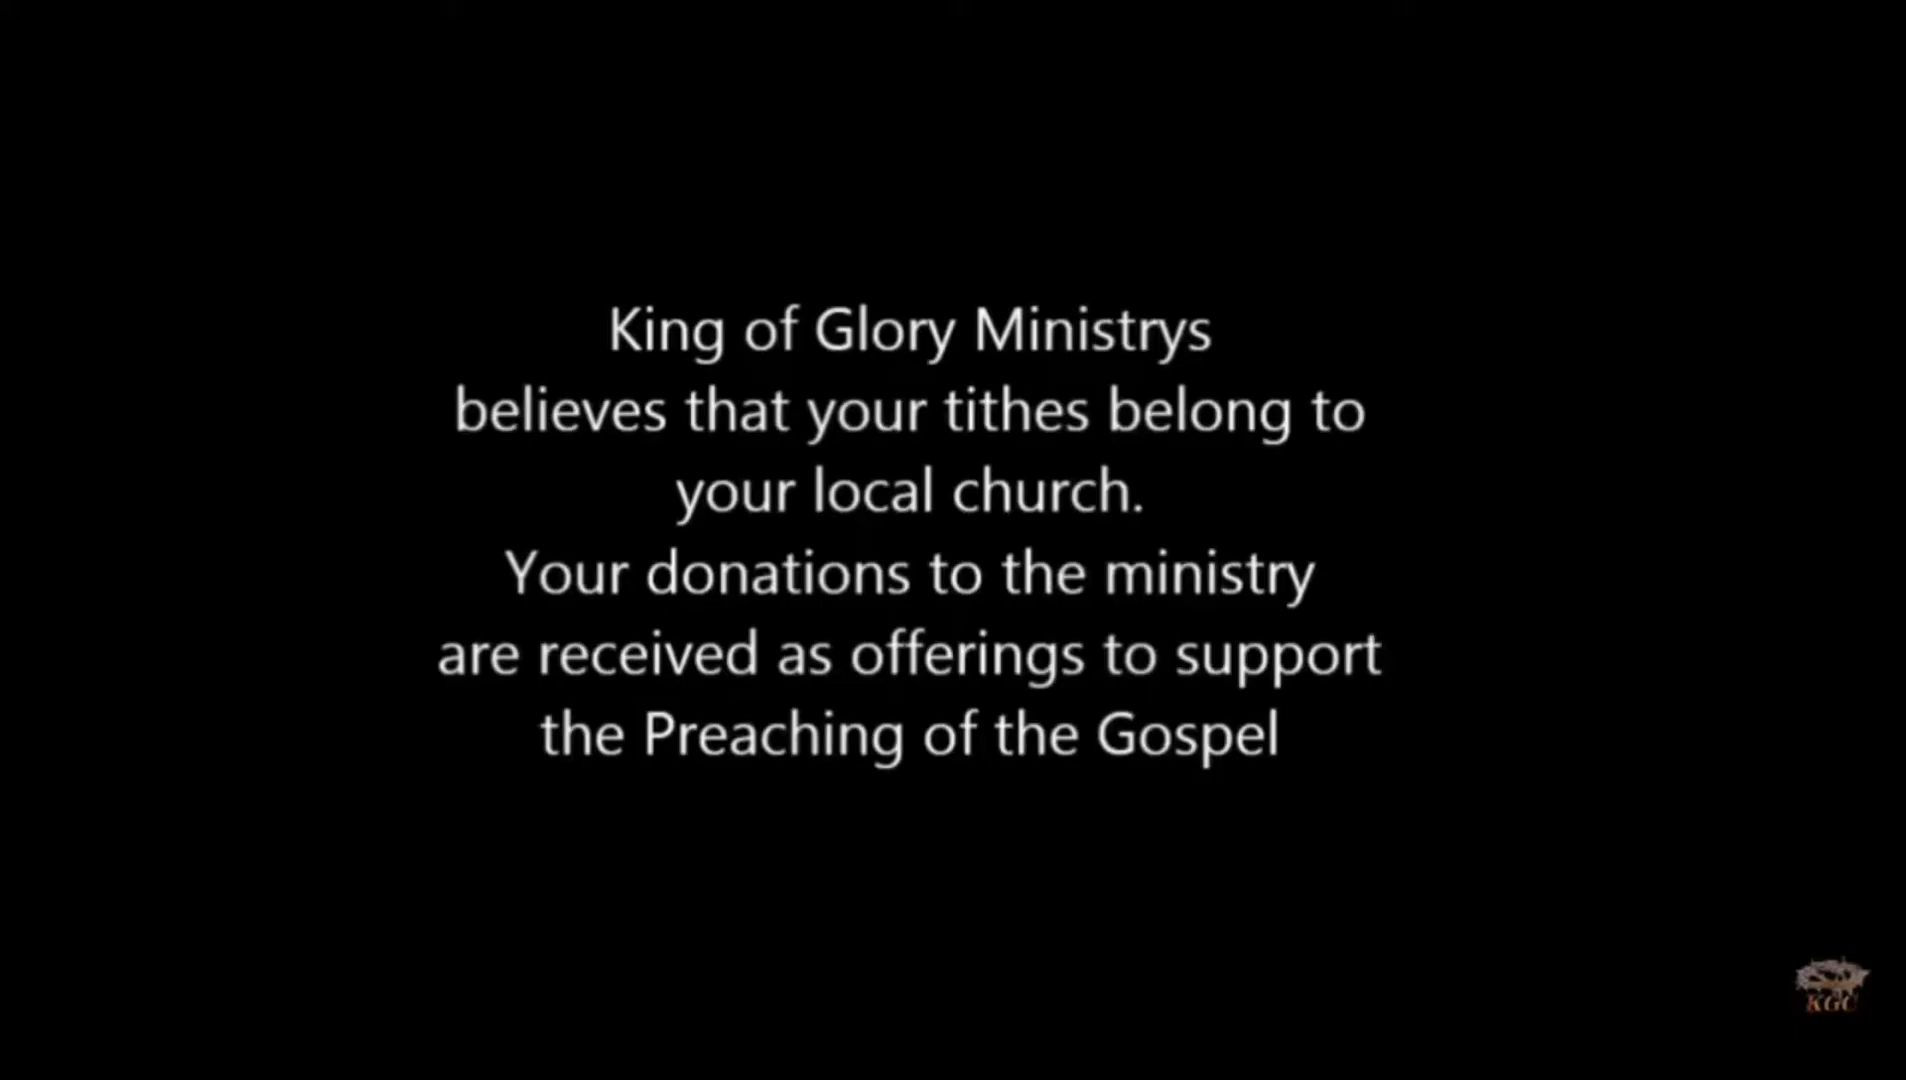 King of Glory Ministrys
believes that your tithes belong to
your local church.
Your donations to the ministry
are received as offerings to support
the Preaching of the Gospel
KGC